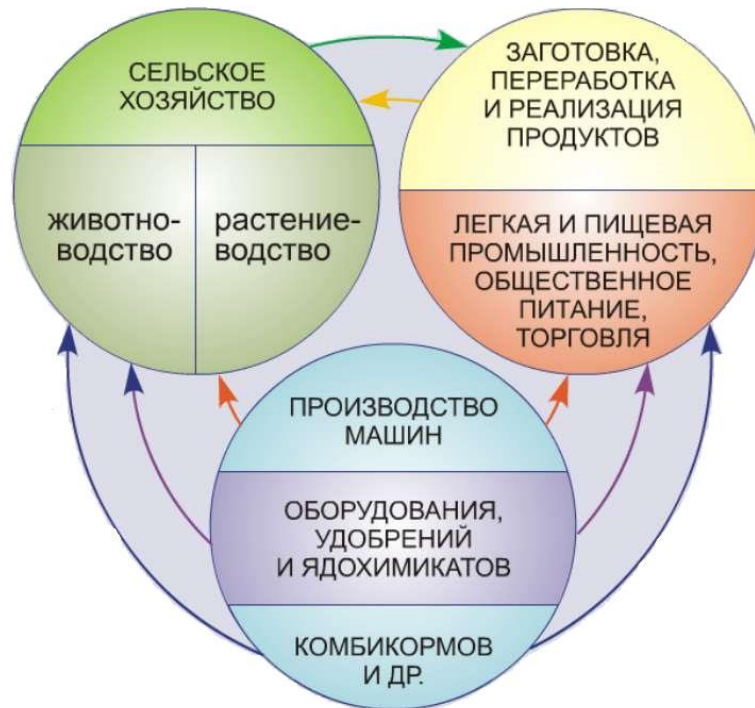 СЕЛЬСКОЕ
ХОЗЯЙСТВО
животно-
водство
растение-
водство
ЗАГОТОВКА,
ПЕРЕРАБОТКА
И РЕАЛИЗАЦИЯ
ПРОДУКТОВ
ЛЕГКАЯ И ПИЩЕВАЯ
ПРОМЫШЛЕННОСТЬ,
ОБЩЕСТВЕННОЕ
ПИТАНИЕ,
ТОРГОВЛЯ
ПРОИЗВОДСТВО
МАШИН
ОБОРУДОВАНИЯ,
УДОБРЕНИЙ
И ЯДОХИМИКАТОВ
КОМБИКОРМОВ
И ДР.